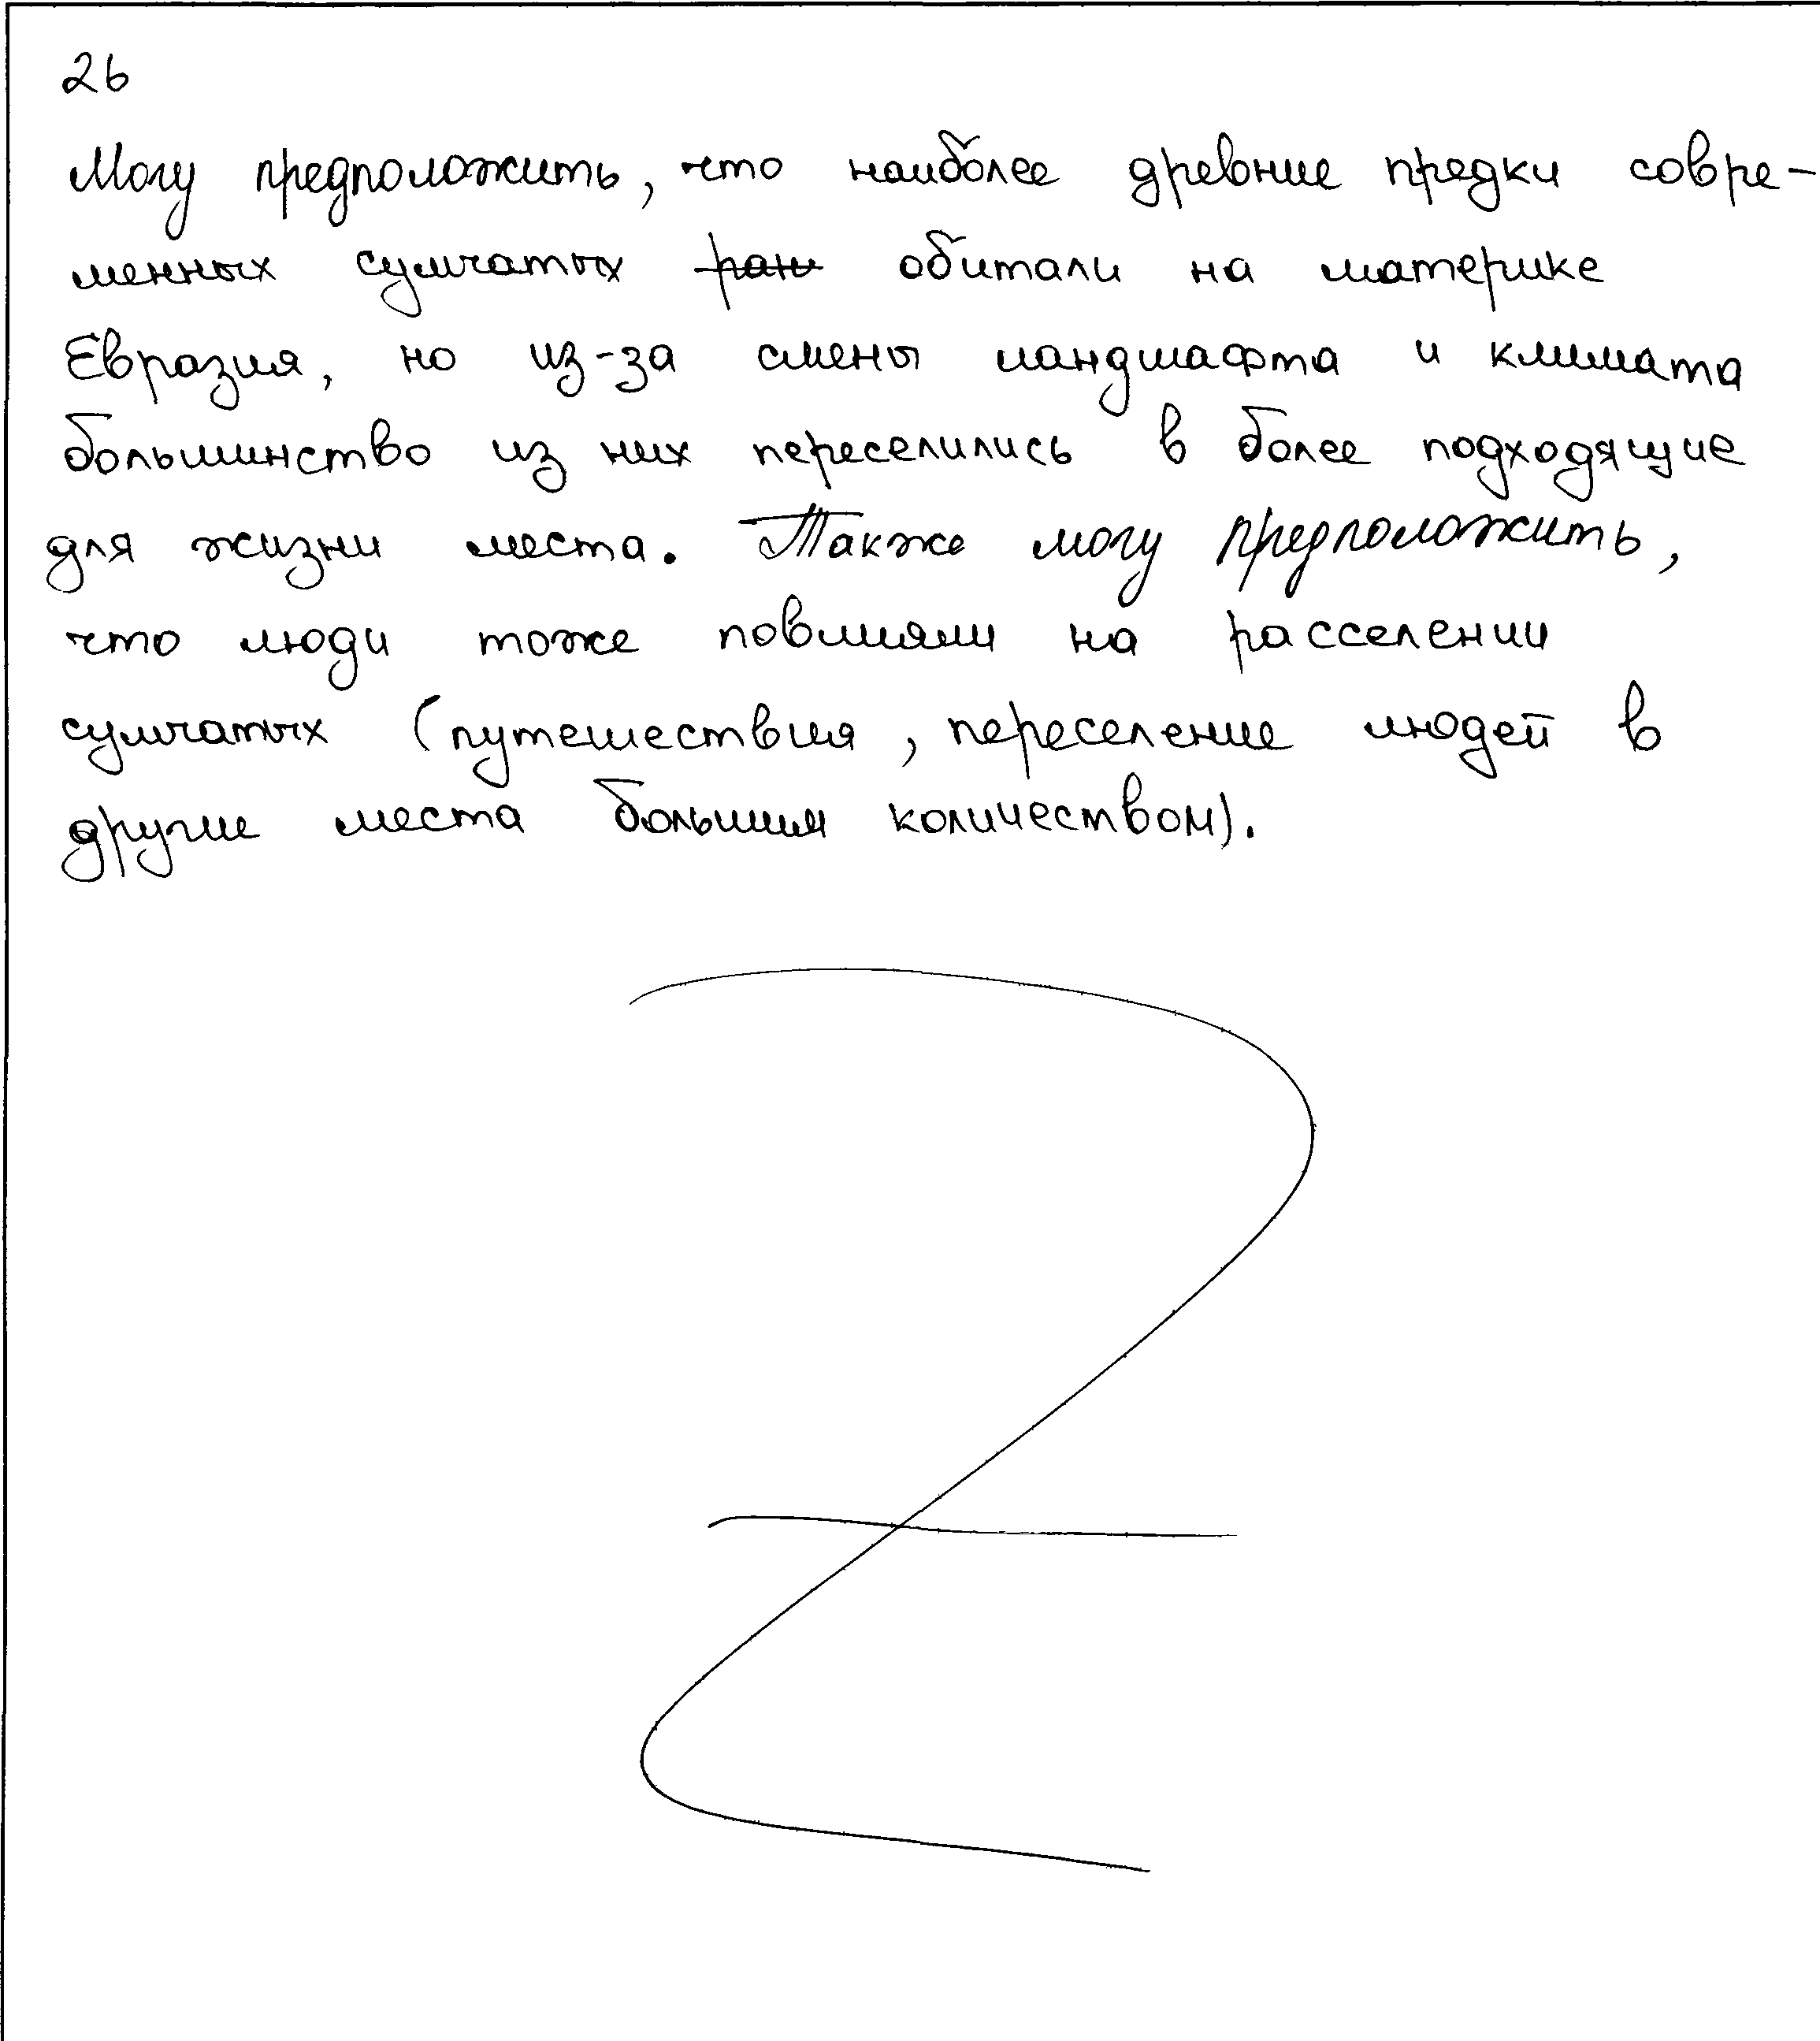 26
Могу предположить, что наиболее древние предки совре-
менных сумчатых ран обитали на материке
Евразия, но из-за смены ландшафта и климата
большинство из них переселились в более подходящие
для жизни места. Также могу предположить,
что люди тоже повлияли на расселении
сумчатых (путешествия, переселение людей в
другие места большим количеством).